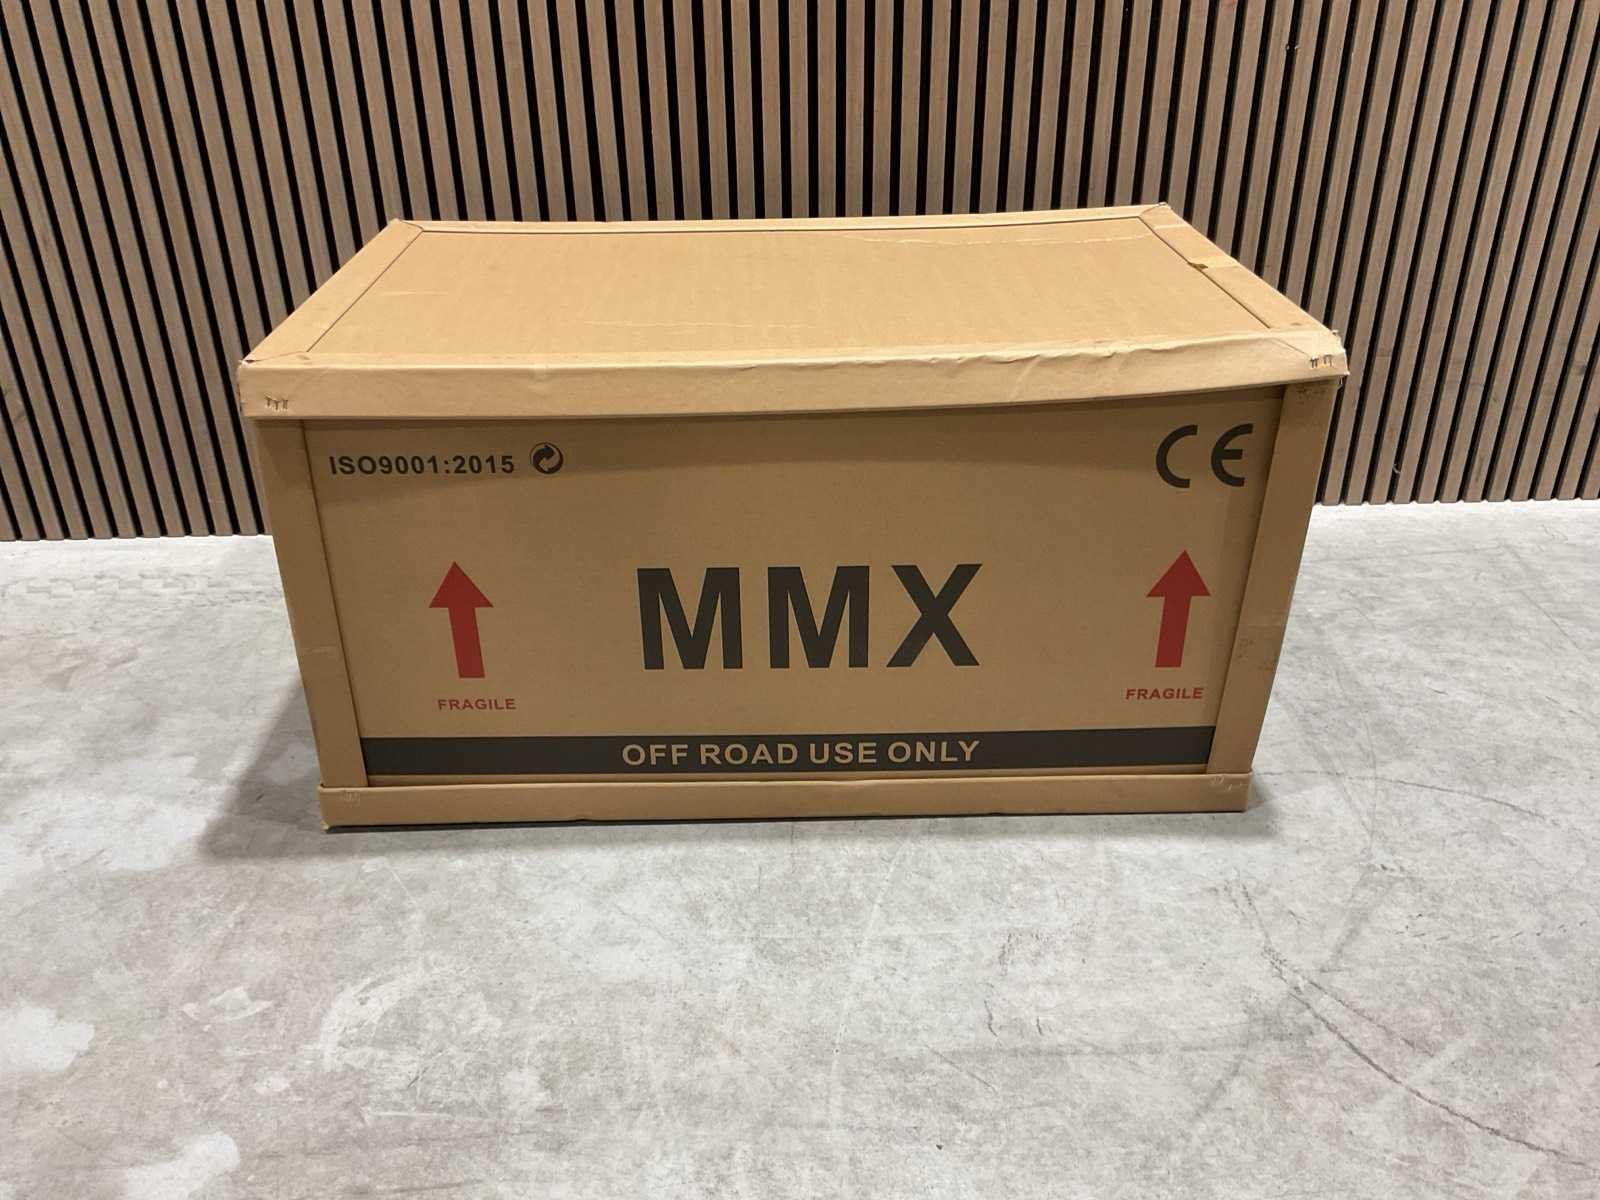 ISO9001:2015
CE
MMX
FRAGILE
FRAGILE
OFF ROAD USE ONLY